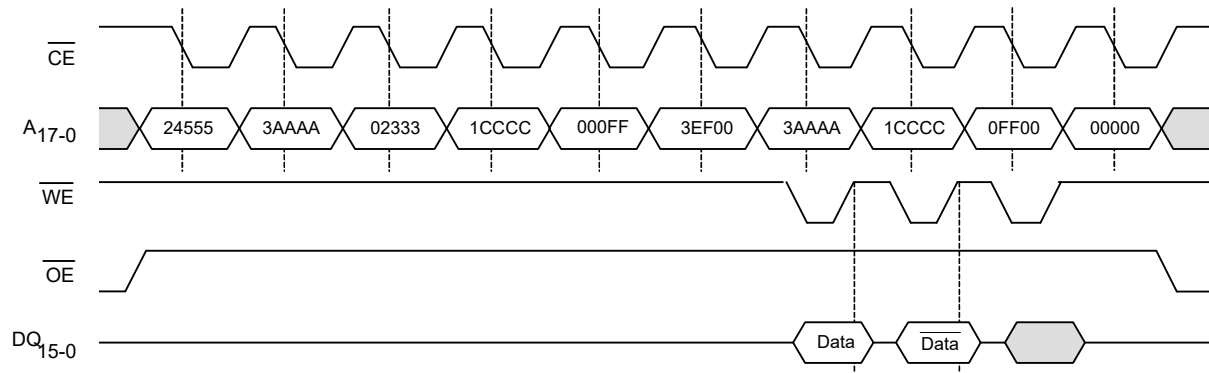 CE
A17-0 24555 3AAAA 02333 1CCCC 000FF 3EF00 3AAAA 1CCCC 0FF00 00000
WE
OE
DQ15-0 Data Data